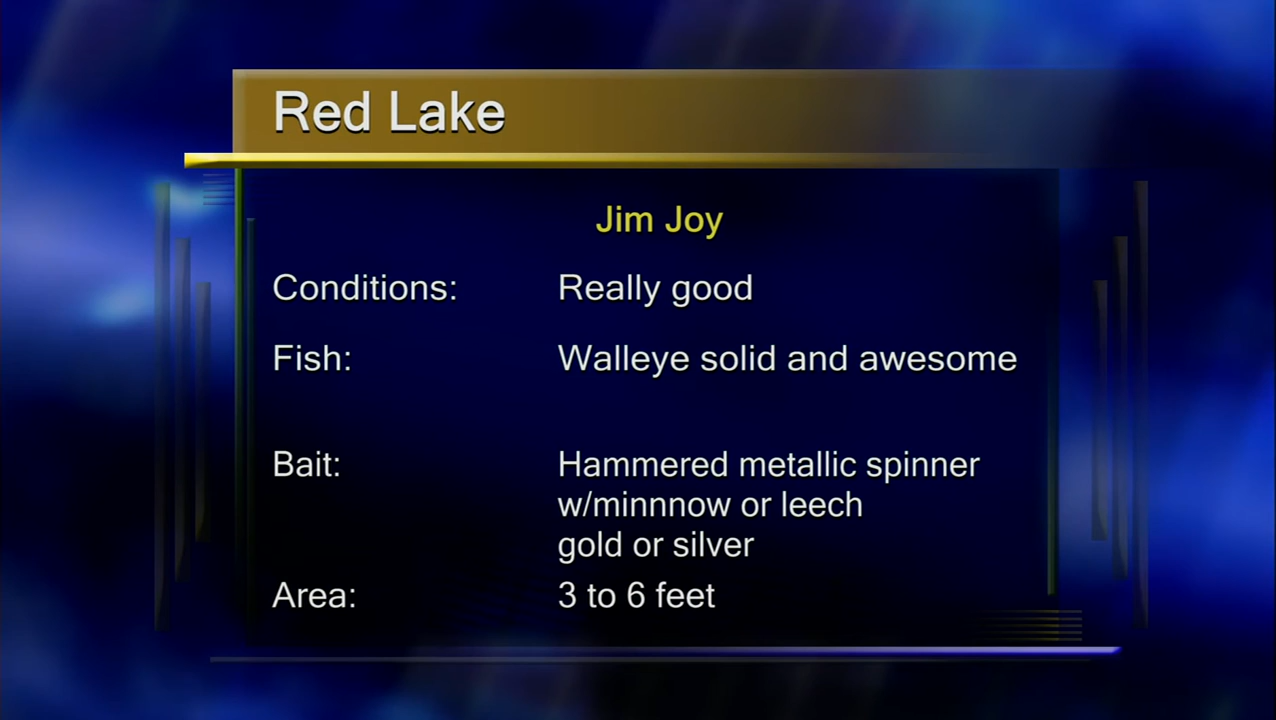 Red Lake
Jim Joy
Conditions: Really good
Fish: Walleye solid and awesome
Bait: Hammered metallic spinner
w/minnnow or leech
gold or silver
Area: 3 to 6 feet